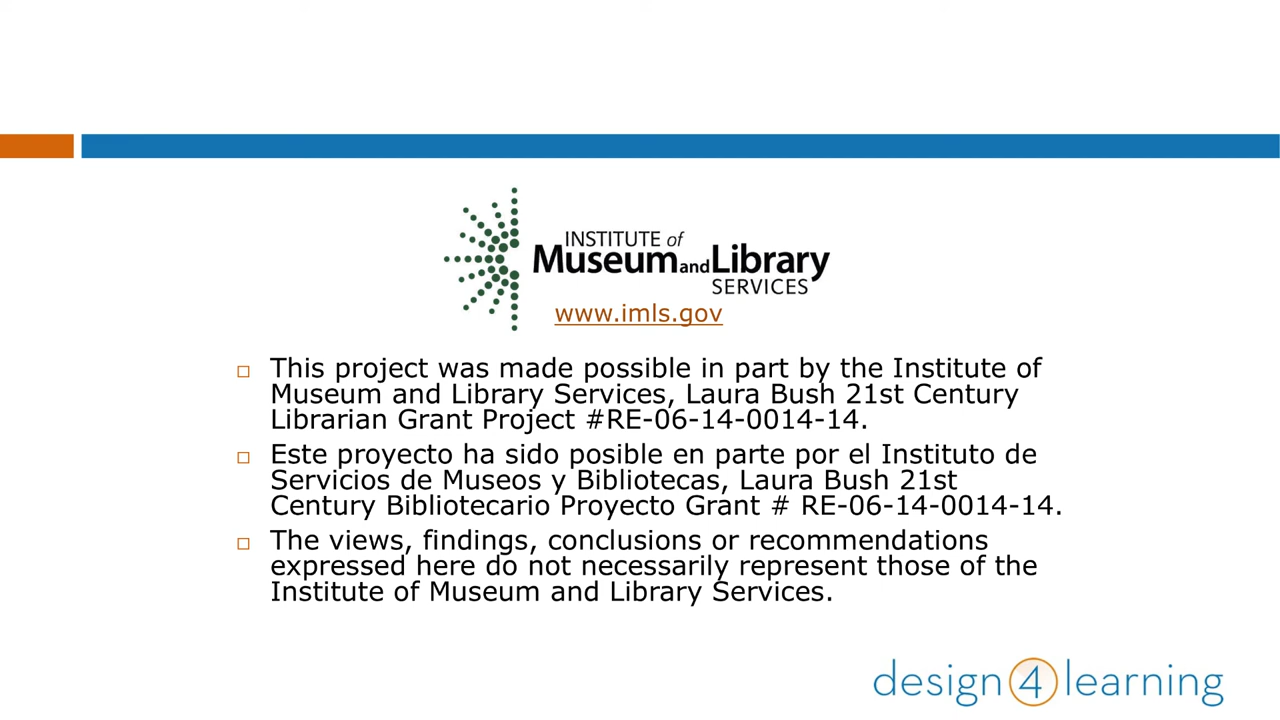 INSTITUTE of
Museum and Library
SERVICES
www.imls.gov
This project was made possible in part by the Institute of
Museum and Library Services, Laura Bush 21st Century
Librarian Grant Project #RE-06-14-0014-14.
Este proyecto ha sido posible en parte por el Instituto de
Servicios de Museos y Bibliotecas, Laura Bush 21st
Century Bibliotecario Proyecto Grant # RE-06-14-0014-14.
The views, findings, conclusions or recommendations
expressed here do not necessarily represent those of the
Institute of Museum and Library Services.
design 4 learning